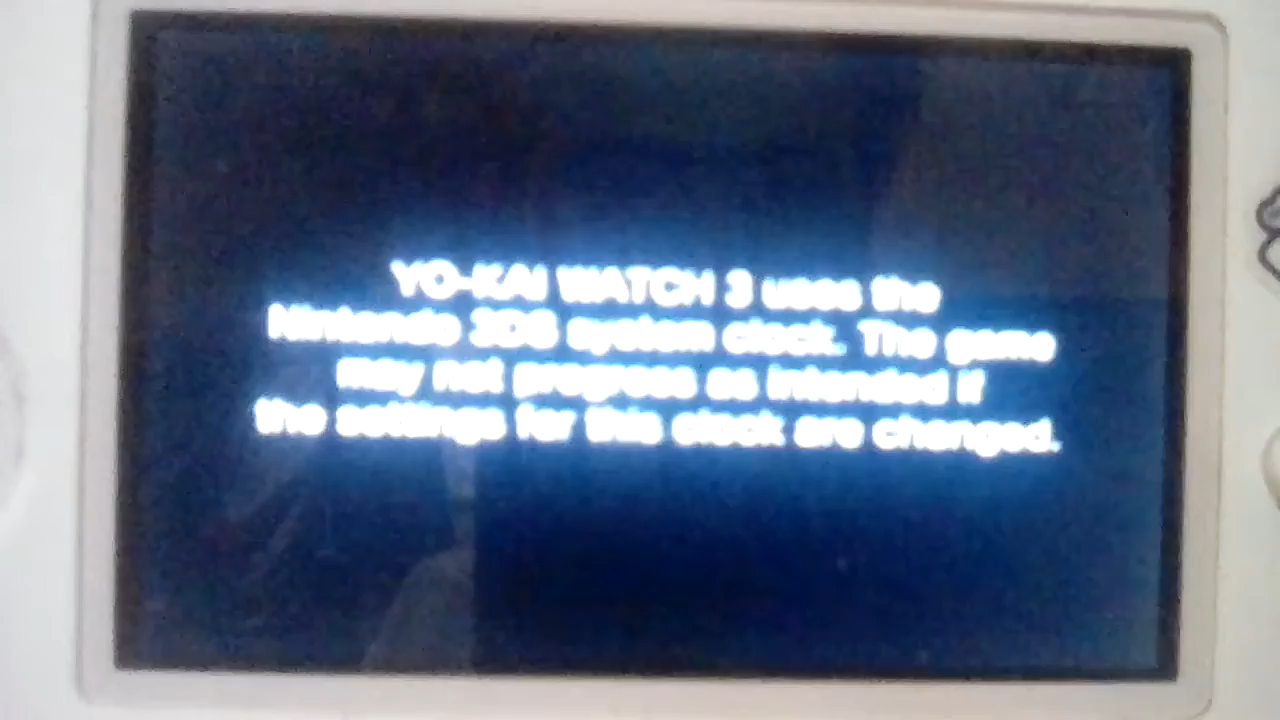 YO-KAI WATCH 3 uses the
Nintendo 3DS system clock. The game
may not progress as intended if
the settings for this clock are changed.